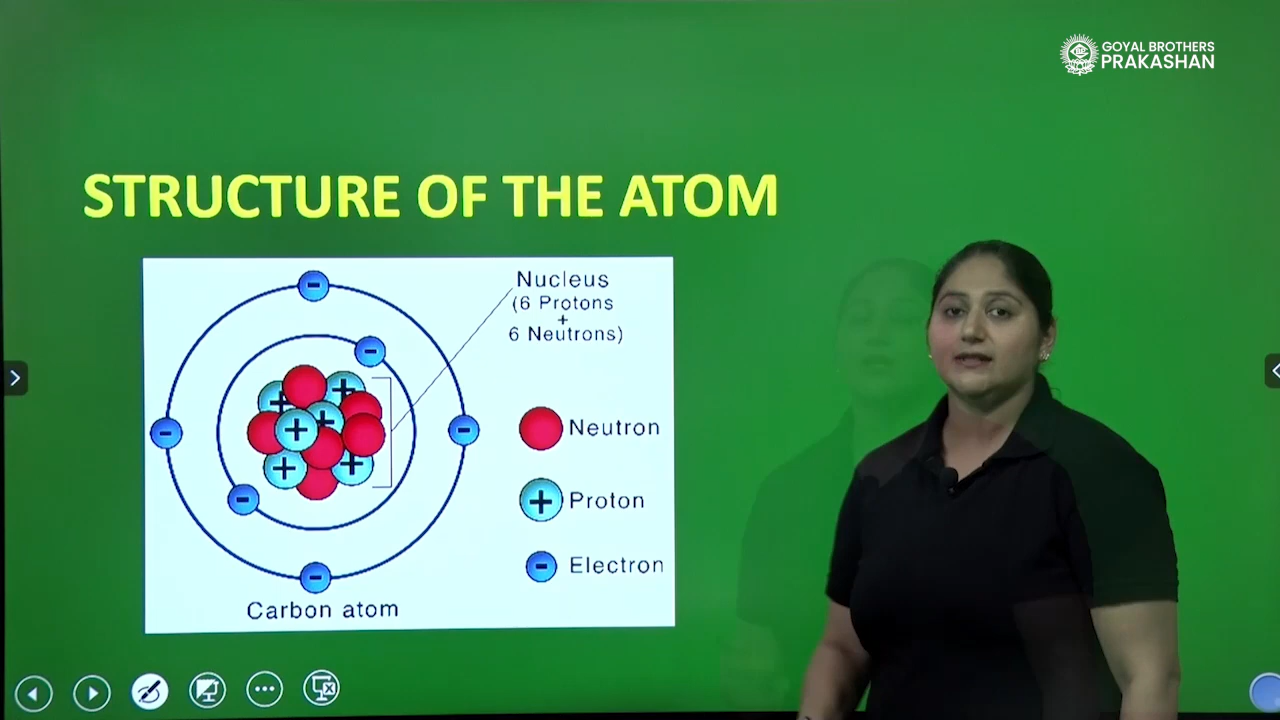 GOYAL BROTHERS
PRAKASHAN
STRUCTURE OF THE ATOM
Nucleus
(6 Protons
+
6 Neutrons)
Neutron
Proton
Electron
Carbon atom